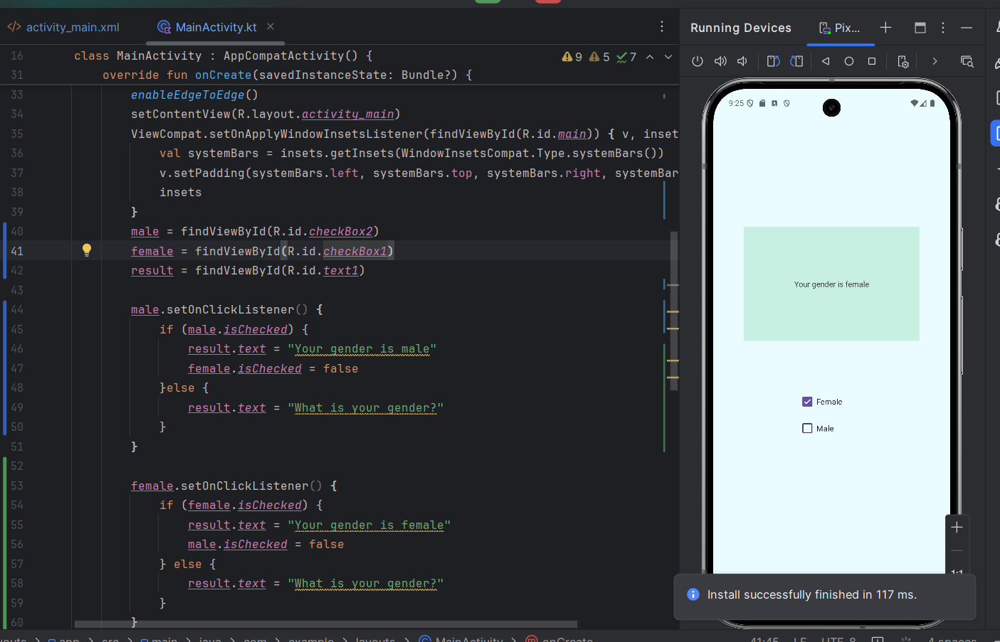 activity_main.xml
MainActivity.kt
Running Devices
Pix...
16 class MainActivity : AppCompatActivity() {
9 5 7
31 override fun onCreate(savedInstanceState: Bundle?) {
33 enableEdgeToEdge()
34 setContentView(R.layout.activity_main)
35 ViewCompat.setOnApplyWindowInsetsListener(findViewById(R.id.main)) { v, inset
36 val systemBars = insets.getInsets(WindowInsetsCompat.Type.systemBars())
37 v.setPadding(systemBars.left, systemBars.top, systemBars.right, systemBar
38 insets
39 }
40 male = findViewById(R.id.checkBox2)
41 female = findViewById(R.id.checkBox1)
42 result = findViewById(R.id.text1)
43
44 male.setOnClickListener() {
45 if (male.isChecked) {
46 result.text = "Your gender is male"
47 female.isChecked = false
48 }else {
49 result.text = "What is your gender?"
50 }
51 }
52
53 female.setOnClickListener() {
54 if (female.isChecked) {
55 result.text = "Your gender is female"
56 male.isChecked = false
57 } else {
58 result.text = "What is your gender?"
59 }
60 }
9:25
Your gender is female
Female
Male
1:1
Install successfully finished in 117 ms.
youts > app > src > main > java > com > example > layouts > MainActivity > onCreate
41:45 LF UTF-8 4 spaces